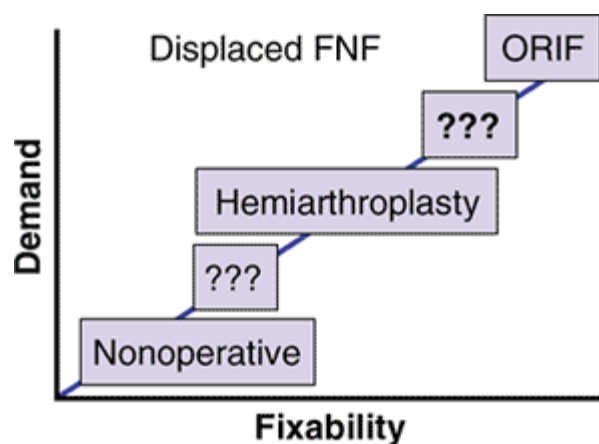 Displaced FNF
ORIF
???
Hemiarthroplasty
???
Nonoperative
Demand
Fixability